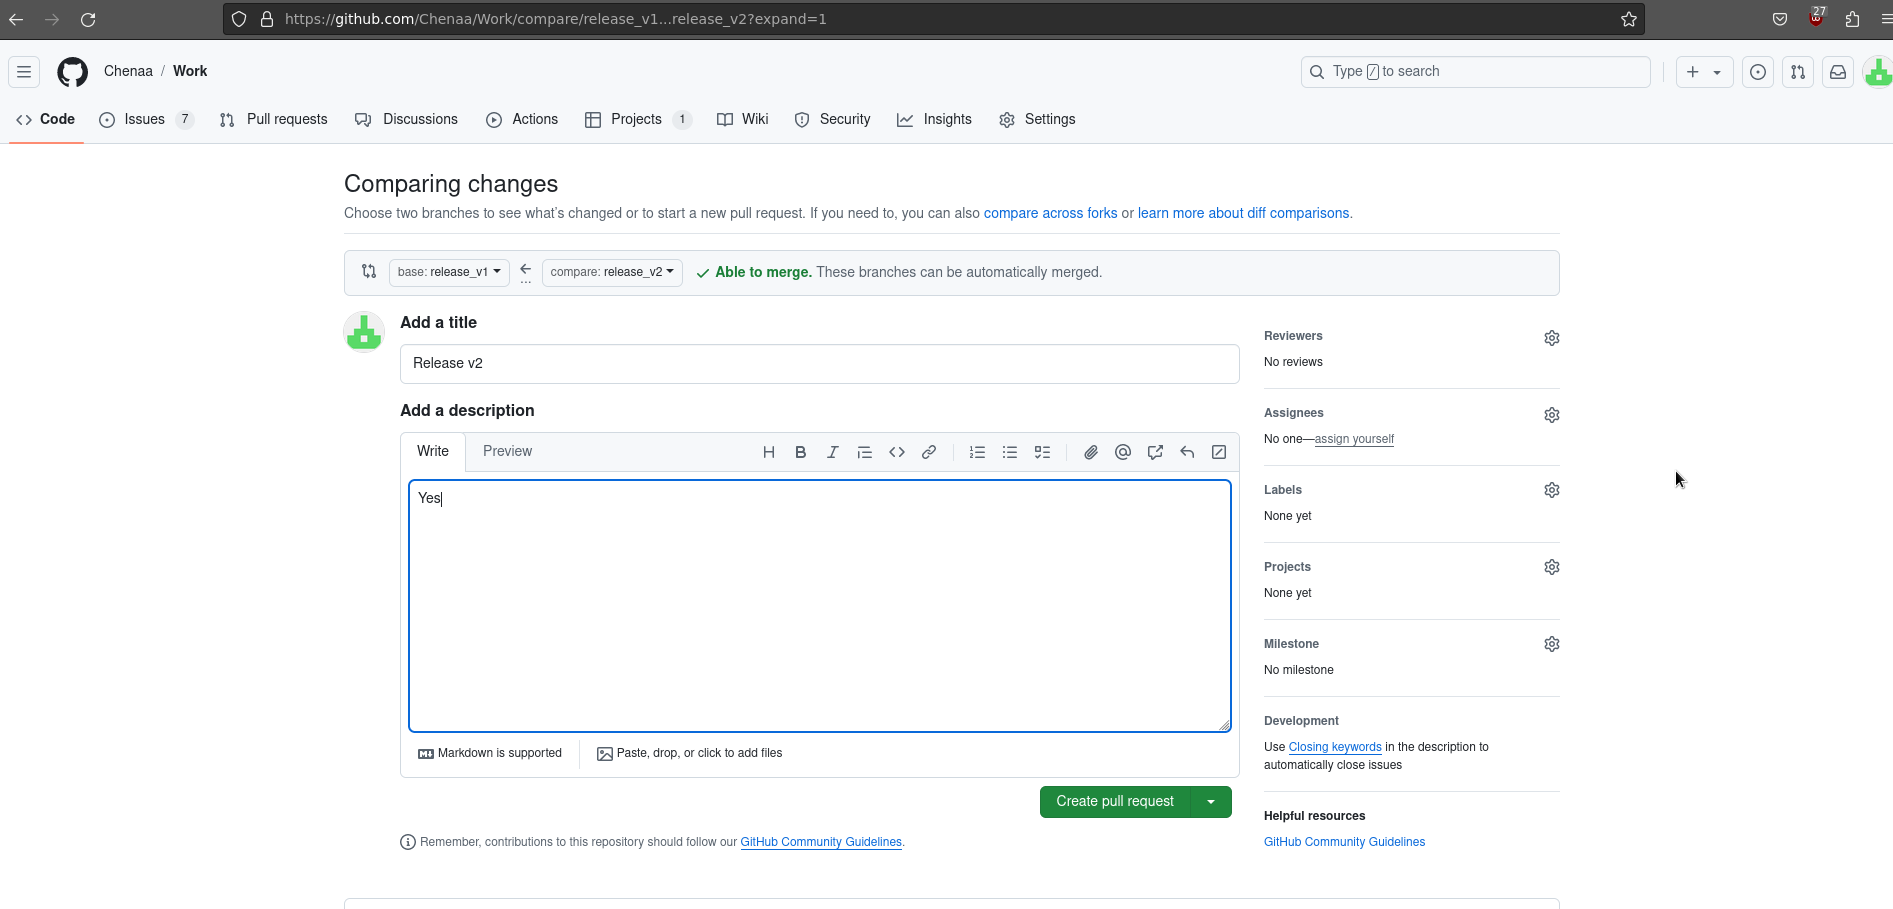 https://github.com/Chenaa/Work/compare/release_v1...release_v2?expand=1
27
Chenaa / Work
Type / to search
Code
Issues 7
Pull requests
Discussions
Actions
Projects 1
Wiki
Security
Insights
Settings
Comparing changes
Choose two branches to see what's changed or to start a new pull request. If you need to, you can also compare across forks or learn more about diff comparisons.
base: release_v1
...
compare: release_v2
Able to merge. These branches can be automatically merged.
Add a title
Release v2
Add a description
Write
Preview
H B I
Yes
Markdown is supported
Paste, drop, or click to add files
Create pull request
Remember, contributions to this repository should follow our GitHub Community Guidelines.
Reviewers
No reviews
Assignees
No one—assign yourself
Labels
None yet
Projects
None yet
Milestone
No milestone
Development
Use Closing keywords in the description to
automatically close issues
Helpful resources
GitHub Community Guidelines